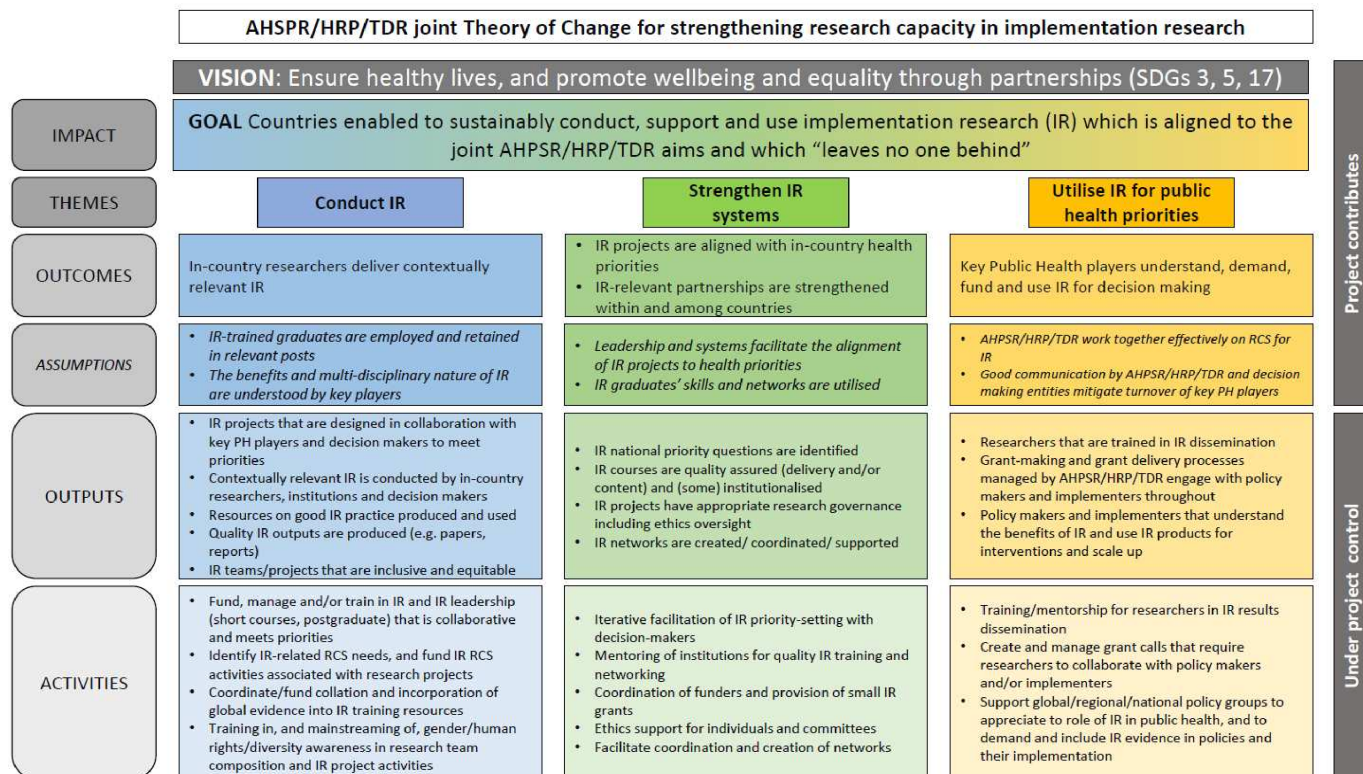 AHSPR/HRP/TDR joint Theory of Change for strengthening research capacity in implementation research
VISION: Ensure healthy lives, and promote wellbeing and equality through partnerships (SDGs 3, 5, 17)
IMPACT
GOAL Countries enabled to sustainably conduct, support and use implementation research (IR) which is aligned to the
joint AHPSR/HRP/TDR aims and which “leaves no one behind”
THEMES
Conduct IR
Strengthen IR
systems
Utilise IR for public
health priorities
OUTCOMES
In-country researchers deliver contextually
relevant IR
• IR projects are aligned with in-country health
priorities
• IR-relevant partnerships are strengthened
within and among countries
Key Public Health players understand, demand,
fund and use IR for decision making
ASSUMPTIONS
• IR-trained graduates are employed and retained
in relevant posts
• The benefits and multi-disciplinary nature of IR
are understood by key players
• Leadership and systems facilitate the alignment
of IR projects to health priorities
• IR graduates’ skills and networks are utilised
• AHPSR/HRP/TDR work together effectively on RCS for
IR
• Good communication by AHPSR/HRP/TDR and decision
making entities mitigate turnover of key PH players
Project contributes
OUTPUTS
• IR projects that are designed in collaboration with
key PH players and decision makers to meet
priorities
• Contextually relevant IR is conducted by in-country
researchers, institutions and decision makers
• Resources on good IR practice produced and used
• Quality IR outputs are produced (e.g. papers,
reports)
• IR teams/projects that are inclusive and equitable
• IR national priority questions are identified
• IR courses are quality assured (delivery and/or
content) and (some) institutionalised
• IR projects have appropriate research governance
including ethics oversight
• IR networks are created/ coordinated/ supported
• Researchers that are trained in IR dissemination
• Grant-making and grant delivery processes
managed by AHPSR/HRP/TDR engage with policy
makers and implementers throughout
• Policy makers and implementers that understand
the benefits of IR and use IR products for
interventions and scale up
ACTIVITIES
• Fund, manage and/or train in IR and IR leadership
(short courses, postgraduate) that is collaborative
and meets priorities
• Identify IR-related RCS needs, and fund IR RCS
activities associated with research projects
• Coordinate/fund collation and incorporation of
global evidence into IR training resources
• Training in, and mainstreaming of, gender/human
rights/diversity awareness in research team
composition and IR project activities
• Iterative facilitation of IR priority-setting with
decision-makers
• Mentoring of institutions for quality IR training and
networking
• Coordination of funders and provision of small IR
grants
• Ethics support for individuals and committees
• Facilitate coordination and creation of networks
• Training/mentorship for researchers in IR results
dissemination
• Create and manage grant calls that require
researchers to collaborate with policy makers
and/or implementers
• Support global/regional/national policy groups to
appreciate to role of IR in public health, and to
demand and include IR evidence in policies and
their implementation
Under project control